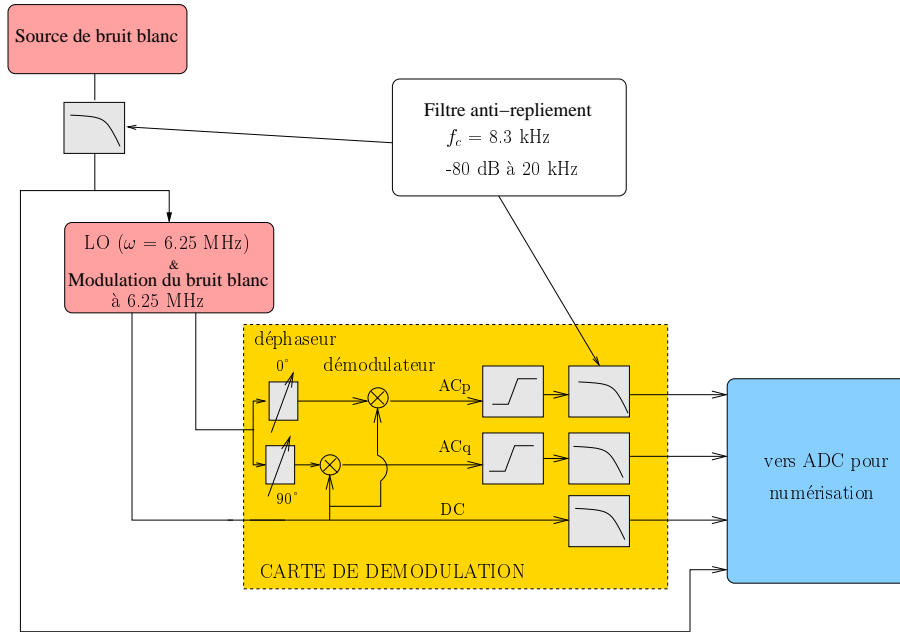 Source de bruit blanc
Filtre anti-repliement
f_c = 8.3 kHz
-80 dB à 20 kHz
LO (ω = 6.25 MHz)
&
Modulation du bruit blanc
à 6.25 MHz
déphaseur
démodulateur
0°
ACp
ACq
90°
DC
CARTE DE DEMODULATION
vers ADC pour
numérisation